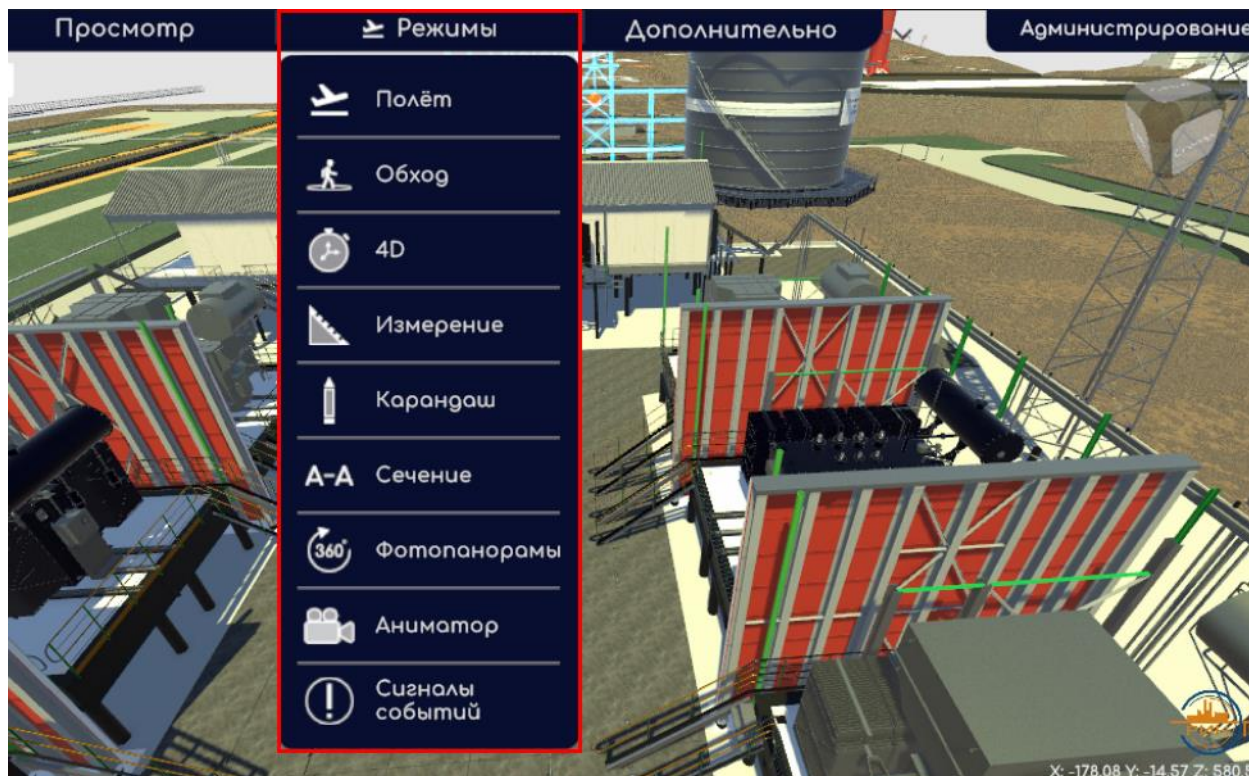 Просмотр
Режимы
Дополнительно
Администрирование
Полёт
Обход
4D
Измерение
Карандаш
А-А Сечение
360° Фотопанорамы
Аниматор
Сигналы
событий
X: -178.08 Y: -14.57 Z: 580